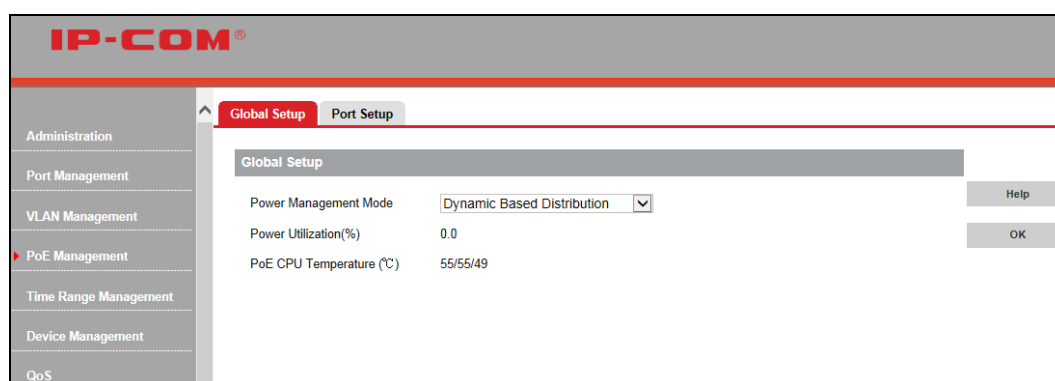 IP-COM®
Global Setup Port Setup
Administration
Port Management
VLAN Management
PoE Management
Time Range Management
Device Management
QoS
Global Setup
Power Management Mode Dynamic Based Distribution
Power Utilization(%) 0.0
PoE CPU Temperature (℃) 55/55/49
Help
OK